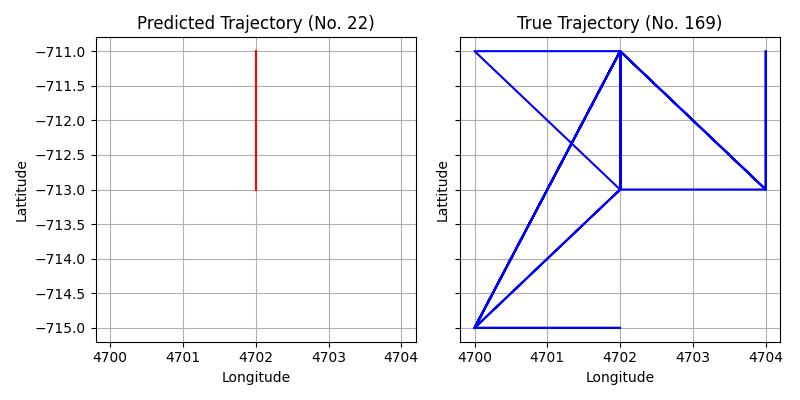 Predicted Trajectory (No. 22)
True Trajectory (No. 169)
−711.0
−711.5
−712.0
−712.5
−713.0
−713.5
−714.0
−714.5
−715.0
Lattitude
Lattitude
4700 4701 4702 4703 4704
4700 4701 4702 4703 4704
Longitude
Longitude